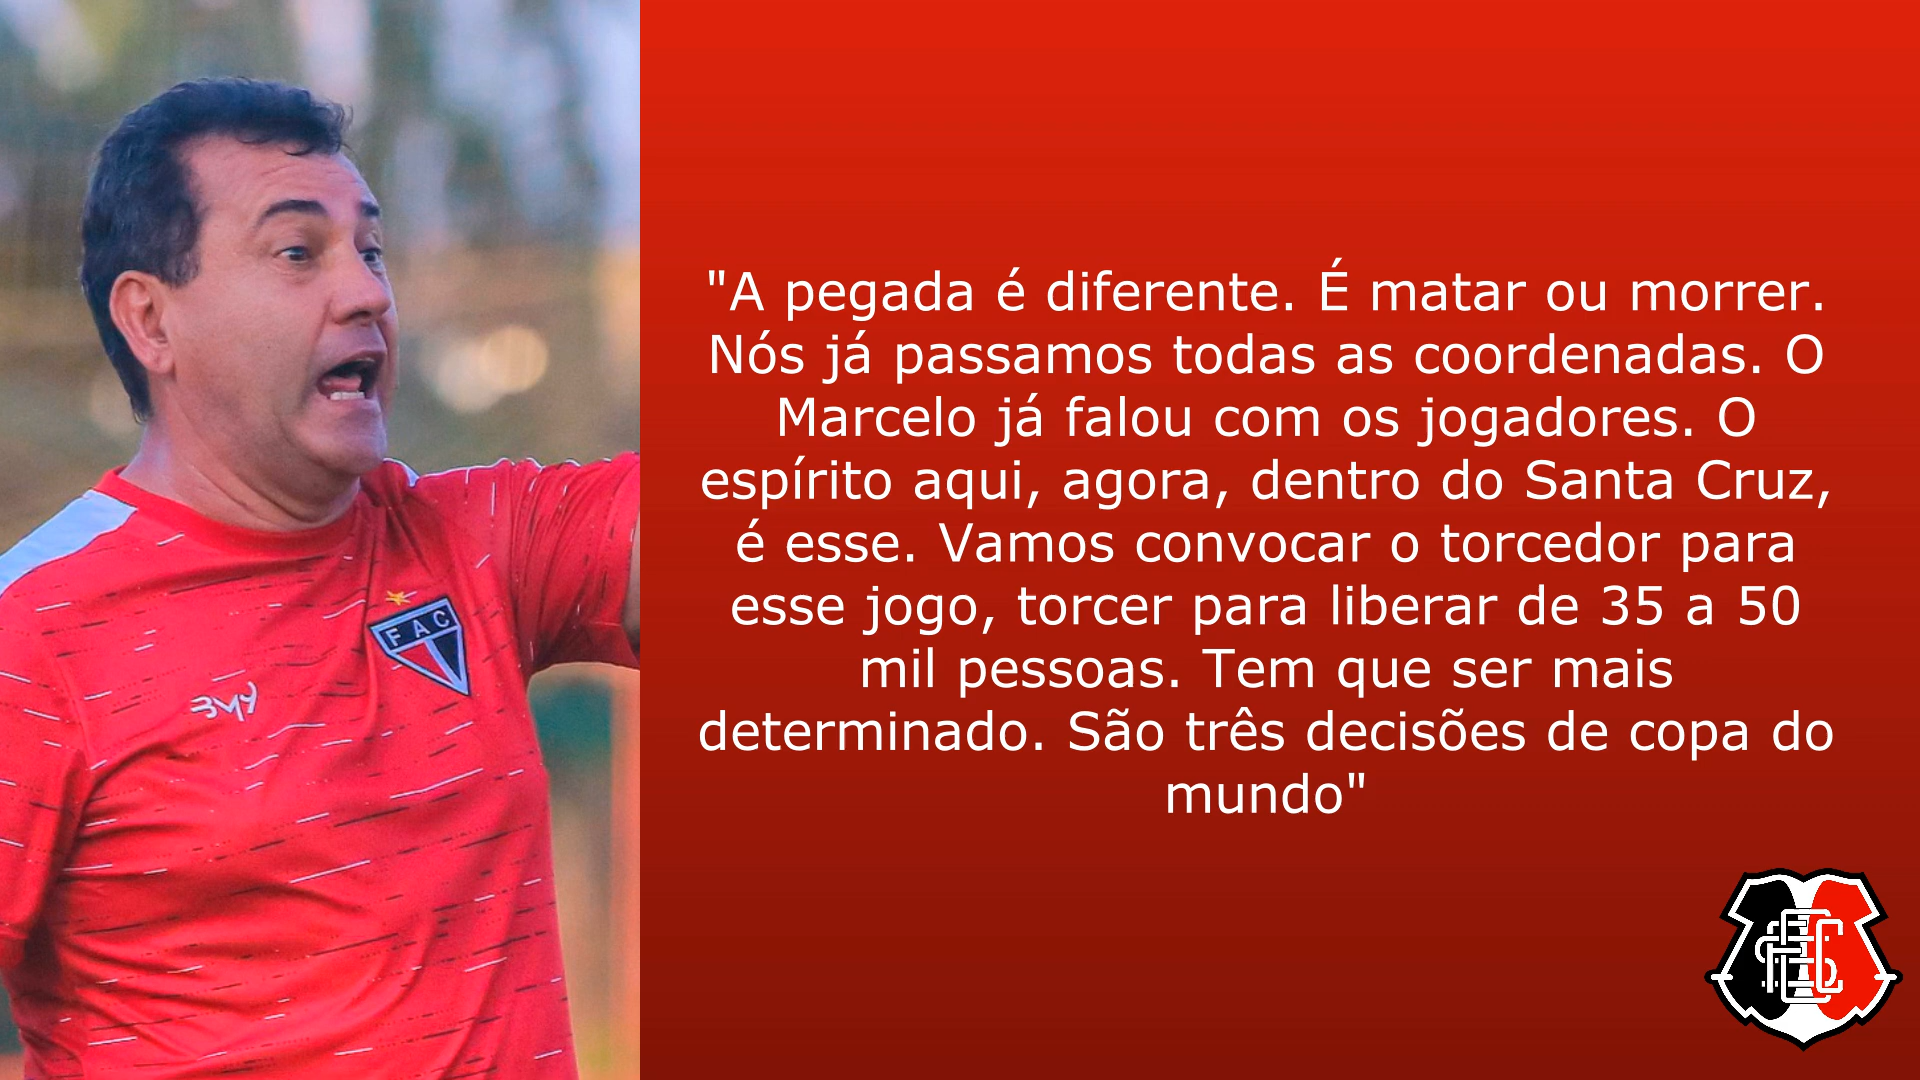 "A pegada é diferente. É matar ou morrer.
Nós já passamos todas as coordenadas. O
Marcelo já falou com os jogadores. O
espírito aqui, agora, dentro do Santa Cruz,
é esse. Vamos convocar o torcedor para
esse jogo, torcer para liberar de 35 a 50
mil pessoas. Tem que ser mais
determinado. São três decisões de copa do
mundo"
FAC
BMY